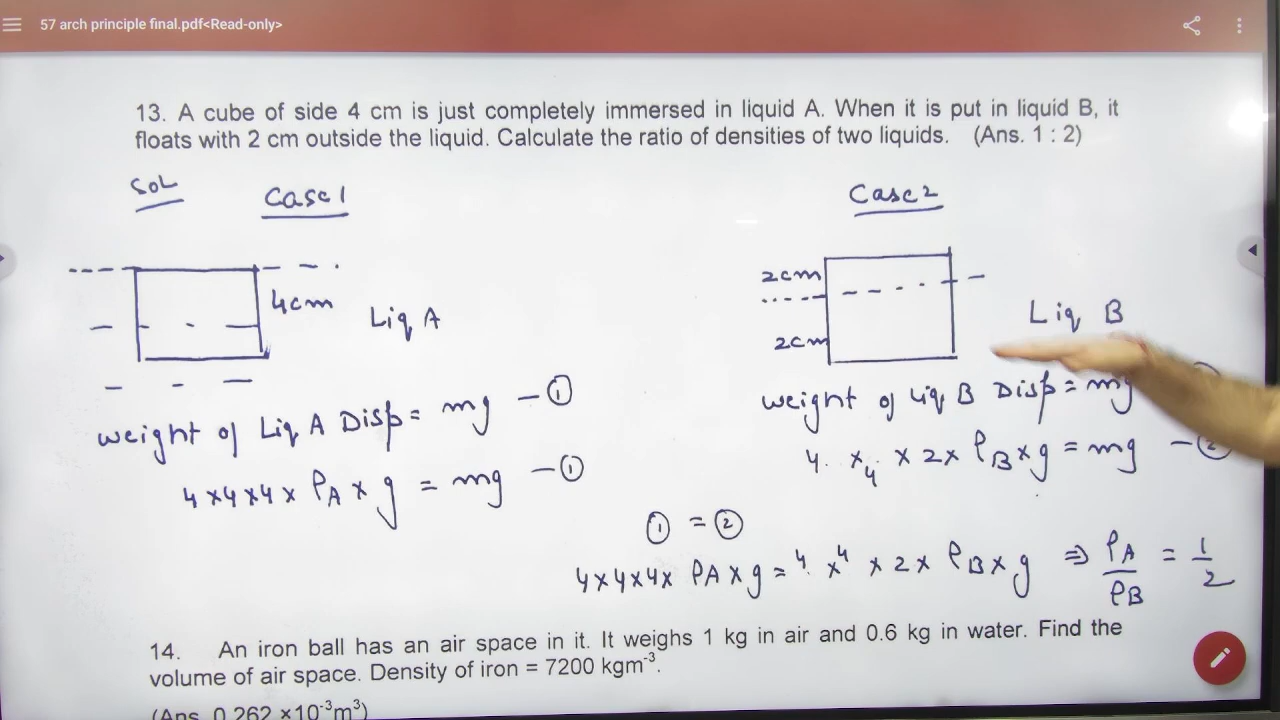 57 arch principle final.pdf<Read-only>
13. A cube of side 4 cm is just completely immersed in liquid A. When it is put in liquid B, it
floats with 2 cm outside the liquid. Calculate the ratio of densities of two liquids. (Ans. 1 : 2)
SOL
Case 1
4cm
Liq A
weight of Liq A Disp = mg - ①
4 x 4 x 4 x ρA x g = mg - ①
Case 2
2cm
2cm
Liq B
weight of Liq B Disp = mg
4 x 4 x 2 x ρB x g = mg - ②
① = ②
4 x 4 x 4 x ρA x g = 4 x 4 x 2 x ρB x g ⇒ ρA/ρB = 1/2
14. An iron ball has an air space in it. It weighs 1 kg in air and 0.6 kg in water. Find the
volume of air space. Density of iron = 7200 kgm⁻³.
(Ans. 0.262 ×10⁻³m³)